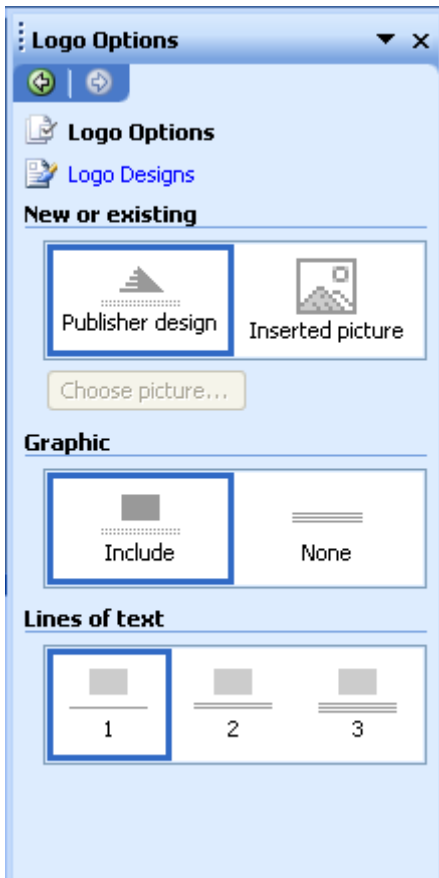 Logo Options
Logo Options
Logo Designs
New or existing
Publisher design
Inserted picture
Choose picture...
Graphic
Include
None
Lines of text
1
2
3